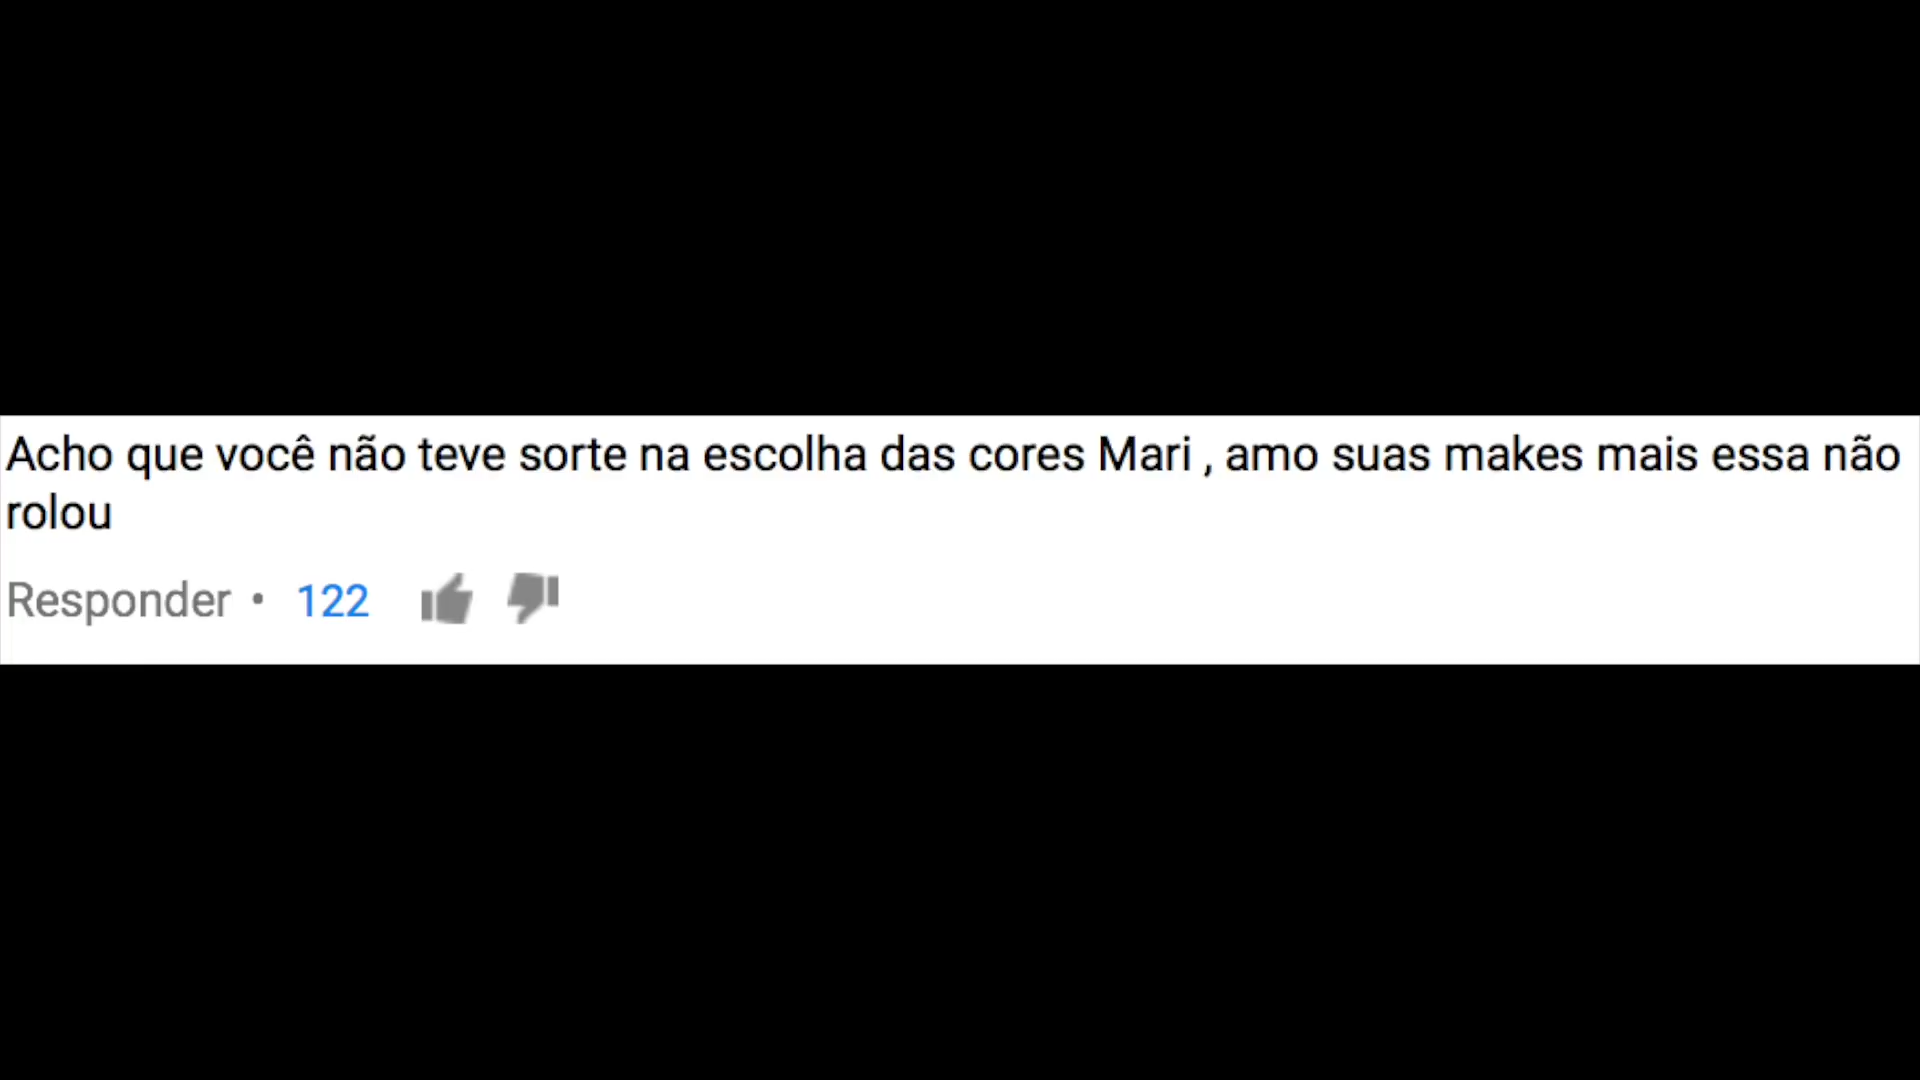 Acho que você não teve sorte na escolha das cores Mari , amo suas makes mais essa não
rolou
Responder • 122